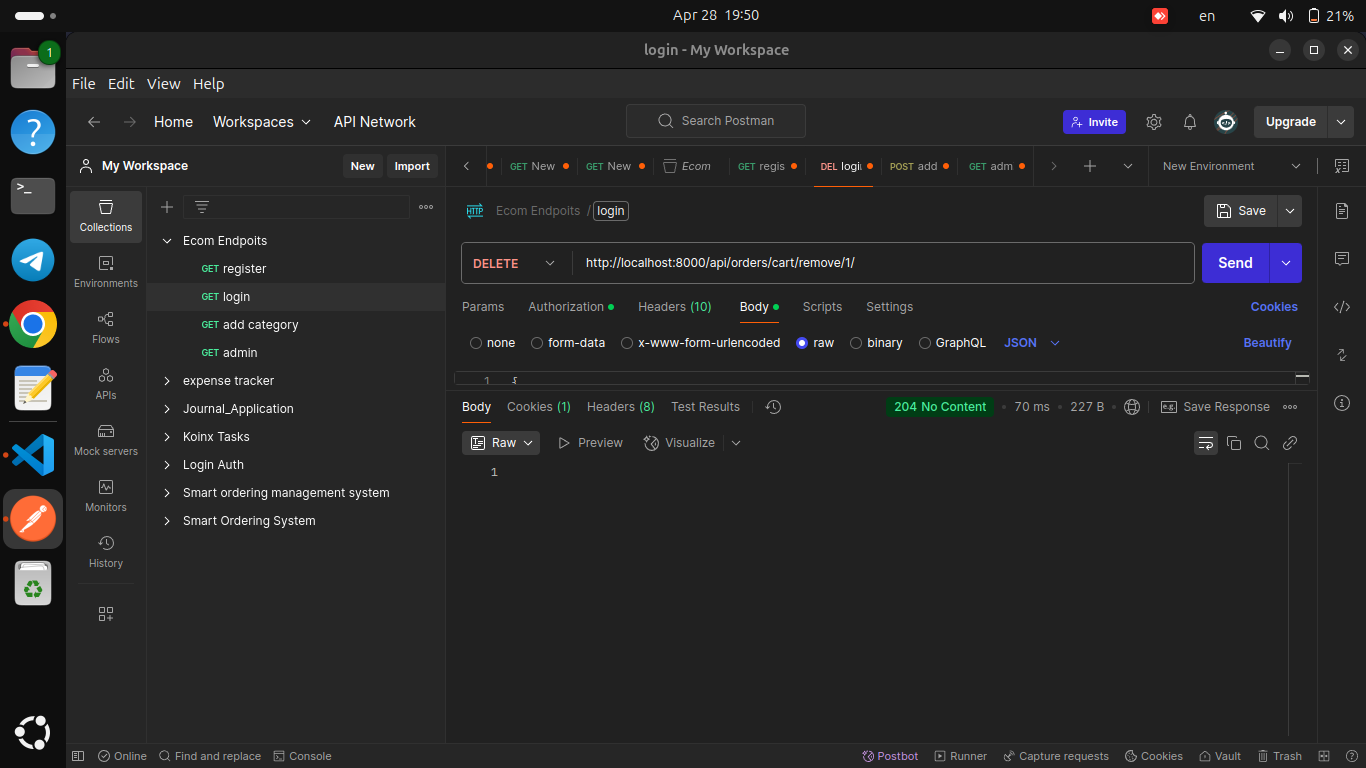 Apr 28 19:50
en
21%
1
login - My Workspace
File Edit View Help
Home Workspaces API Network
Search Postman
Invite
Upgrade
My Workspace
New Import
GET New
GET New
Ecom
GET regis
DEL logi
POST add
GET adm
New Environment
Collections
Environments
Flows
APIs
Mock servers
Monitors
History
Ecom Endpoits
GET register
GET login
GET add category
GET admin
expense tracker
Journal_Application
Koinx Tasks
Login Auth
Smart ordering management system
Smart Ordering System
HTTP Ecom Endpoits / login
Save
DELETE http://localhost:8000/api/orders/cart/remove/1/
Send
Params Authorization Headers (10) Body Scripts Settings
Cookies
none form-data x-www-form-urlencoded raw binary GraphQL JSON
Beautify
1 {
Body Cookies (1) Headers (8) Test Results
204 No Content 70 ms 227 B
e.g. Save Response
Raw Preview Visualize
1
Online Find and replace Console
Postbot Runner Capture requests Cookies Vault Trash